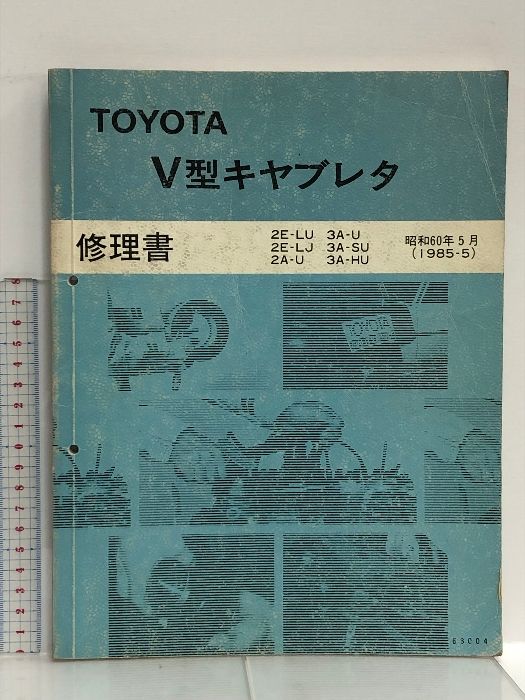 TOYOTA
V型キヤブレタ
修理書
2E-LU 3A-U
2E-LJ 3A-SU
2A-U 3A-HU
昭和60年5月
(1985-5)
TOYOTA
63004